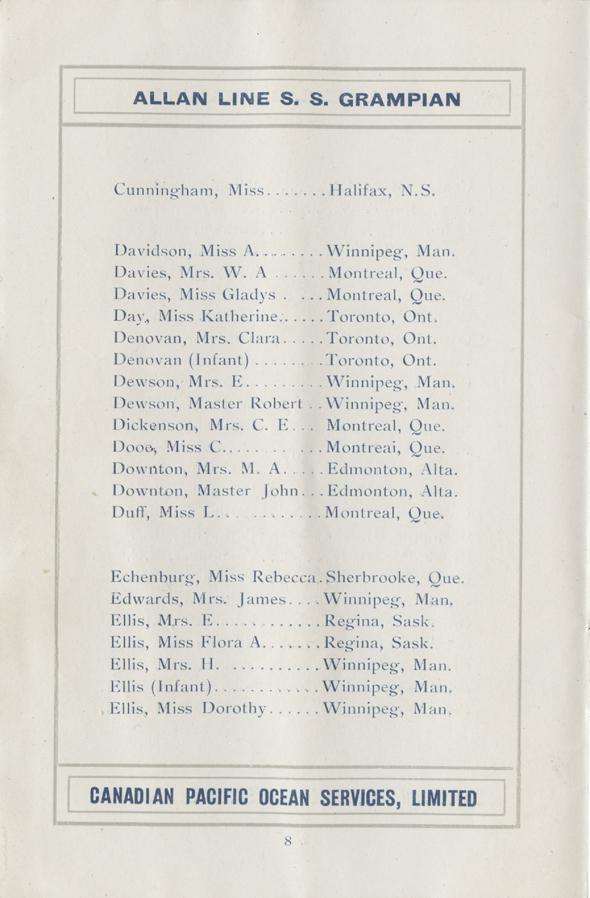 ALLAN LINE S. S. GRAMPIAN
Cunningham, Miss.......Halifax, N.S.
Davidson, Miss A.........Winnipeg, Man.
Davies, Mrs. W. A ......Montreal, Que.
Davies, Miss Gladys . ...Montreal, Que.
Day, Miss Katherine......Toronto, Ont.
Denovan, Mrs. Clara.....Toronto, Ont.
Denovan (Infant) .......Toronto, Ont.
Dewson, Mrs. E.........Winnipeg, Man.
Dewson, Master Robert ..Winnipeg, Man.
Dickenson, Mrs. C. E... Montreal, Que.
Dooe, Miss C.. ..... ...Montreai, Que.
Downton, Mrs. M. A.....Edmonton, Alta.
Downton, Master John...Edmonton, Alta.
Duff, Miss L.. ..........Montreal, Que.
Echenburg, Miss Rebecca.Sherbrooke, Que.
Edwards, Mrs. James....Winnipeg, Man.
Ellis, Mrs. E............Regina, Sask.
Ellis, Miss Flora A.......Regina, Sask.
Ellis, Mrs. H. ..........Winnipeg, Man.
Ellis (Infant)............Winnipeg, Man.
Ellis, Miss Dorothy......Winnipeg, Man.
CANADIAN PACIFIC OCEAN SERVICES, LIMITED
8